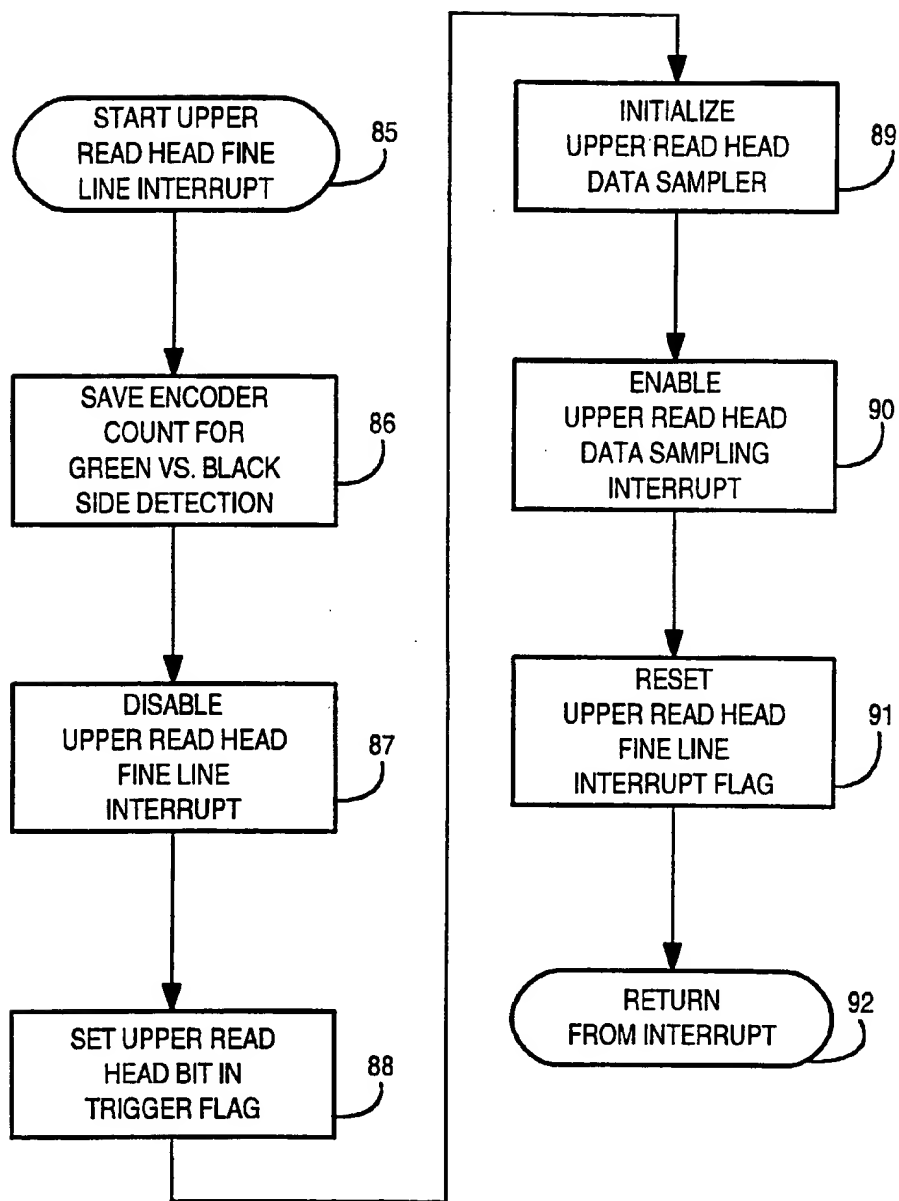 START UPPER
READ HEAD FINE
LINE INTERRUPT
85
SAVE ENCODER
COUNT FOR
GREEN VS. BLACK
SIDE DETECTION
86
DISABLE
UPPER READ HEAD
FINE LINE
INTERRUPT
87
SET UPPER READ
HEAD BIT IN
TRIGGER FLAG
88
INITIALIZE
UPPER READ HEAD
DATA SAMPLER
89
ENABLE
UPPER READ HEAD
DATA SAMPLING
INTERRUPT
90
RESET
UPPER READ HEAD
FINE LINE
INTERRUPT FLAG
91
RETURN
FROM INTERRUPT
92